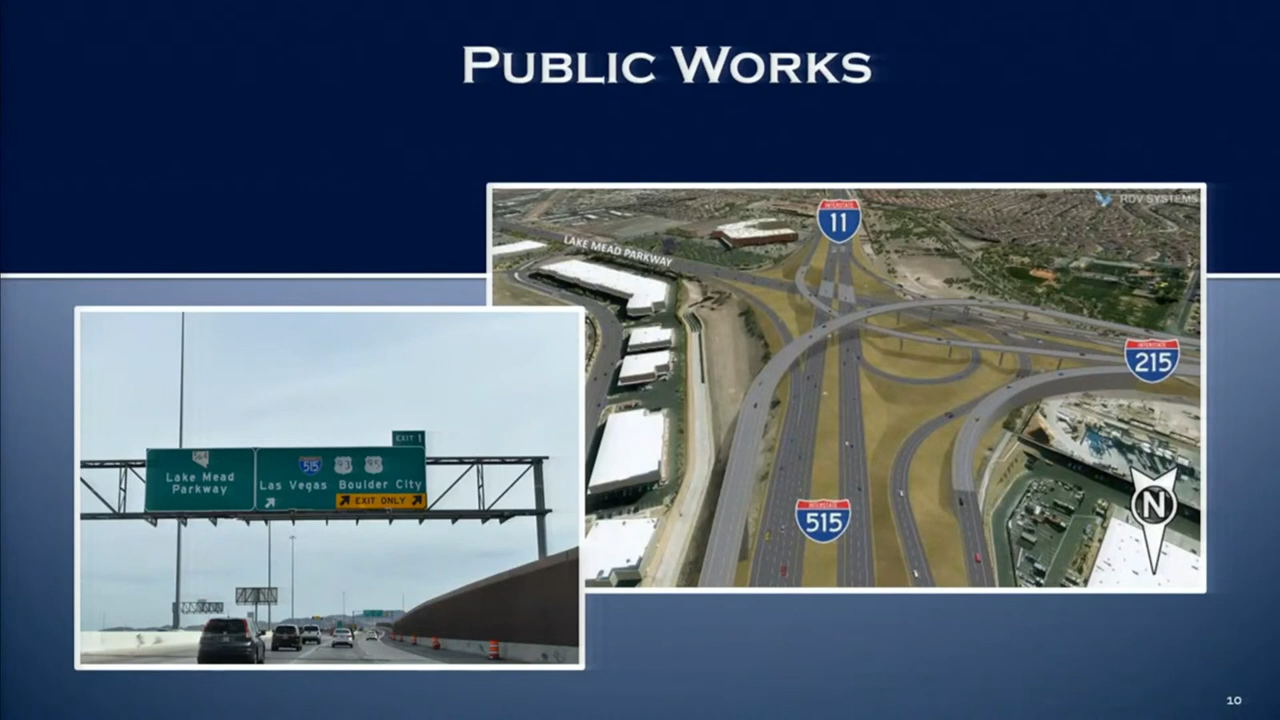 PUBLIC WORKS
RDV SYSTEMS
INTERSTATE
11
LAKE MEAD PARKWAY
INTERSTATE
215
INTERSTATE
515
N
EXIT 1
564
515 93 95
Lake Mead
Parkway
Las Vegas Boulder City
EXIT ONLY
10